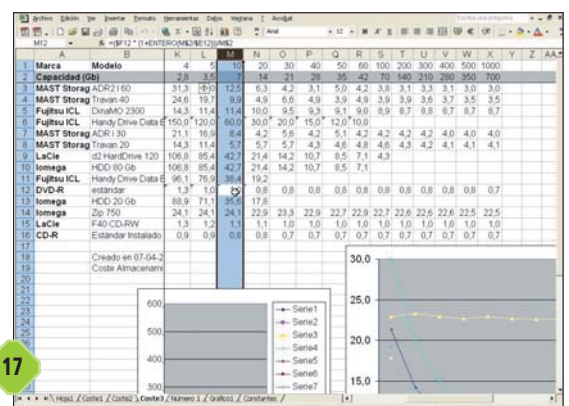 Archivo Edición Ver Insertar Formato Herramientas Datos Ventana ? Acrobat
M12 =($F12 * (1+ENTERO(M$2/$E12)))/M$2
K L M N O P Q R S T U V W X Y Z AA
1 Marca Modelo 4 5 10 20 30 40 50 60 100 200 300 400 500 1000
2 Capacidad (Gb) 2,8 3,5 7 14 21 28 35 42 70 140 210 280 350 700
3 MAST Storag ADR2160 31,3 12,5 6,3 4,2 3,1 5,0 4,2 3,8 3,1 3,3 3,1 3,0 3,0
4 MAST Storag Travan 40 24,6 19,7 9,9 4,9 6,6 4,9 3,9 4,9 3,9 3,9 3,6 3,7 3,5 3,5
5 Fujitsu ICL DinaMO 2300 14,3 11,4 11,4 10,0 9,5 9,3 9,1 9,0 8,9 8,7 8,8 8,7 8,7 8,7
6 Fujitsu ICL Handy Drive Data E 150,0 120,0 60,0 30,0 20,0 15,0 12,0 10,0
7 MAST Storag ADR130 21,1 16,9 8,4 4,2 5,6 4,2 5,1 4,2 4,2 4,2 4,2 4,0 4,0 4,0
8 MAST Storag Travan 20 14,3 11,4 5,7 5,7 5,7 4,3 4,6 4,8 4,6 4,3 4,2 4,1 4,1 4,1
9 LaCie d2 HardDrive 120 106,8 85,4 42,7 21,4 14,2 10,7 8,5 7,1 4,3
10 Iomega HDD 80 Gb 106,8 85,4 42,7 21,4 14,2 10,7 8,5 7,1
11 Fujitsu ICL Handy Drive Data E 96,1 76,9 38,4 19,2
12 DVD-R estándar 1,3 1,0 0,8 0,8 0,8 0,8 0,8 0,8 0,8 0,8 0,8 0,8 0,7
13 Iomega HDD 20 Gb 88,9 71,1 35,6 17,8
14 Iomega Zip 750 24,1 24,1 24,1 22,9 23,3 22,9 22,7 22,9 22,7 22,6 22,6 22,6 22,5 22,5
15 LaCie F40 CD-RW 1,3 1,2 1,1 1,1 1,0 1,0 1,0 1,0 1,0 1,0 1,0 1,0 1,0 1,0
16 CD-R Estándar Instalado 0,9 0,9 0,8 0,8 0,7 0,7 0,7 0,7 0,7 0,7 0,7 0,7 0,7 0,7
17
18 Creado en 07-04-2
19 Coste Almacenami
20
21
22
23
24
25
600,
500,
400,
300,
Serie1
Serie2
Serie3
Serie4
Serie5
Serie6
Serie7
30,0
25,0
20,0
15,0
Hoja1 Coste1 Coste2 Coste3 Número 1 Gráfico1 Constantes
17